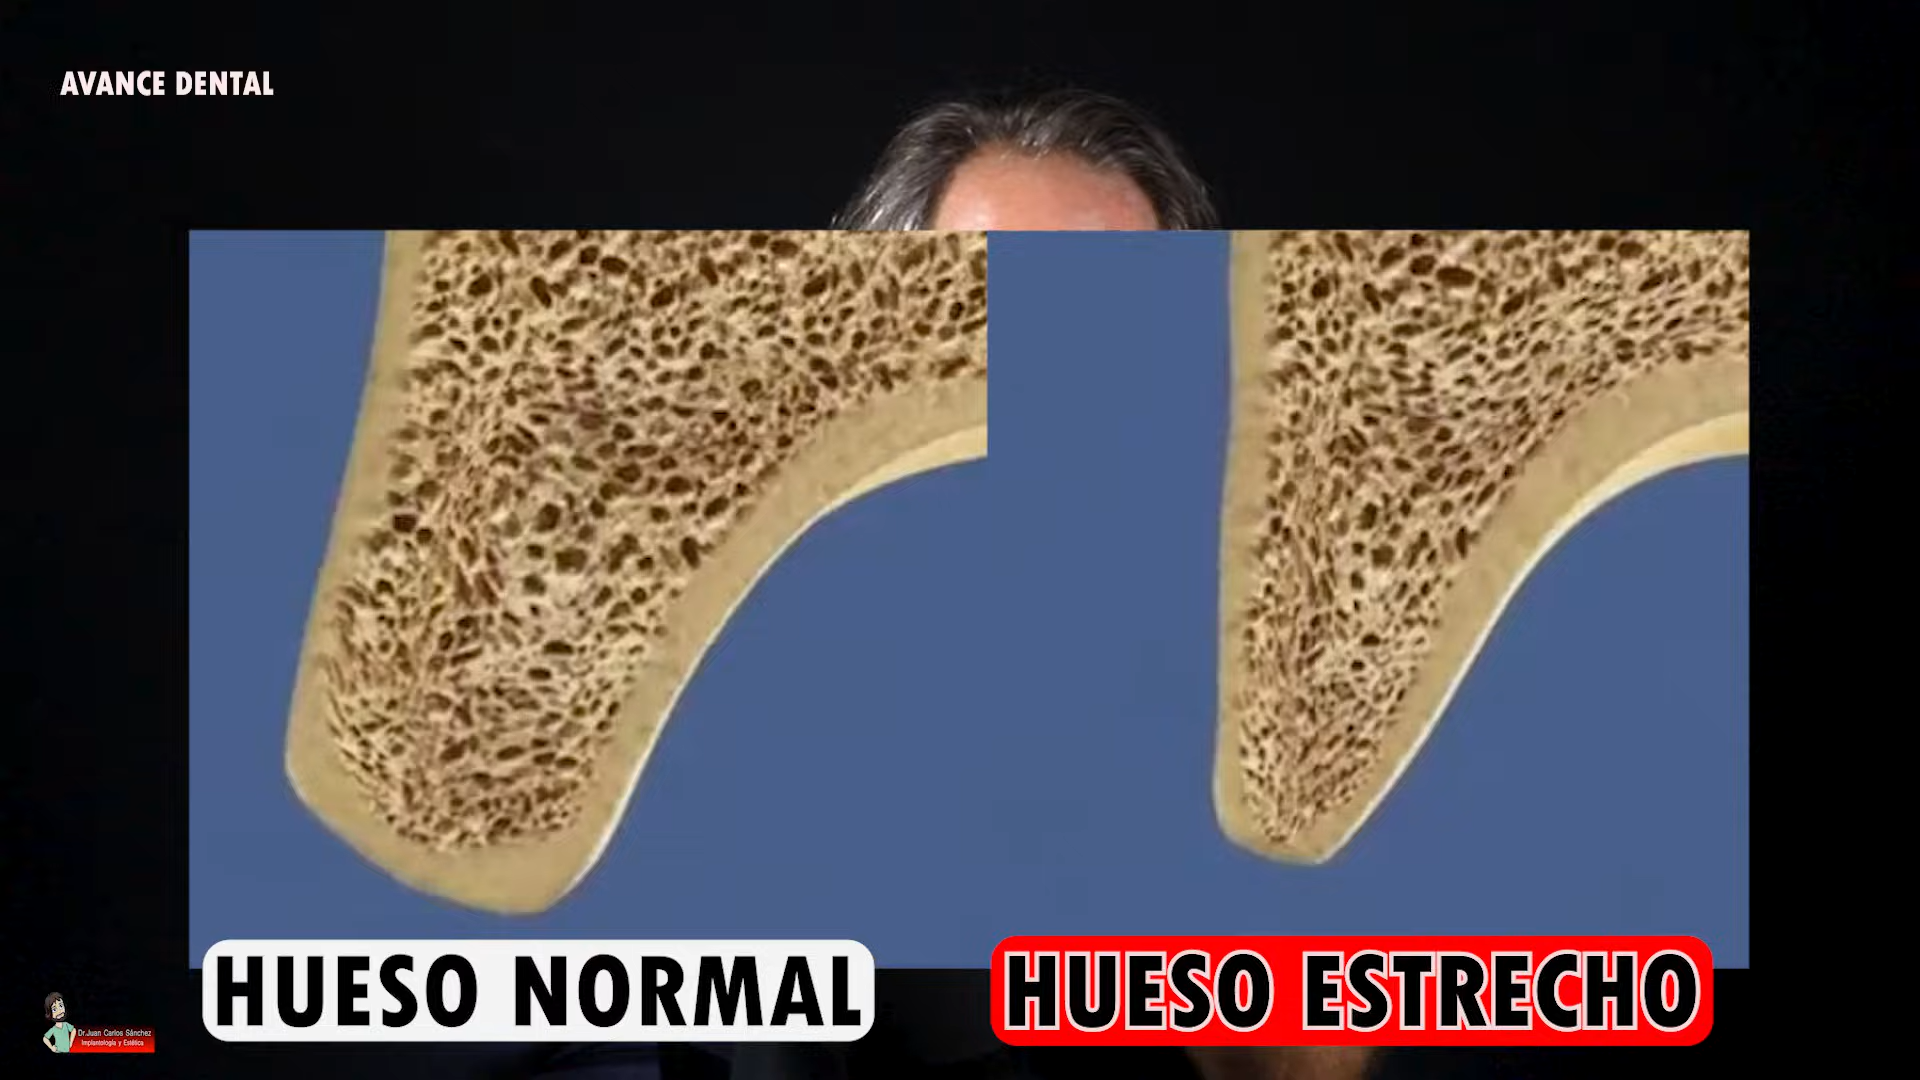 AVANCE DENTAL
HUESO NORMAL
HUESO ESTRECHO
Dr.Juan Carlos Sánchez
Implantología y Estética